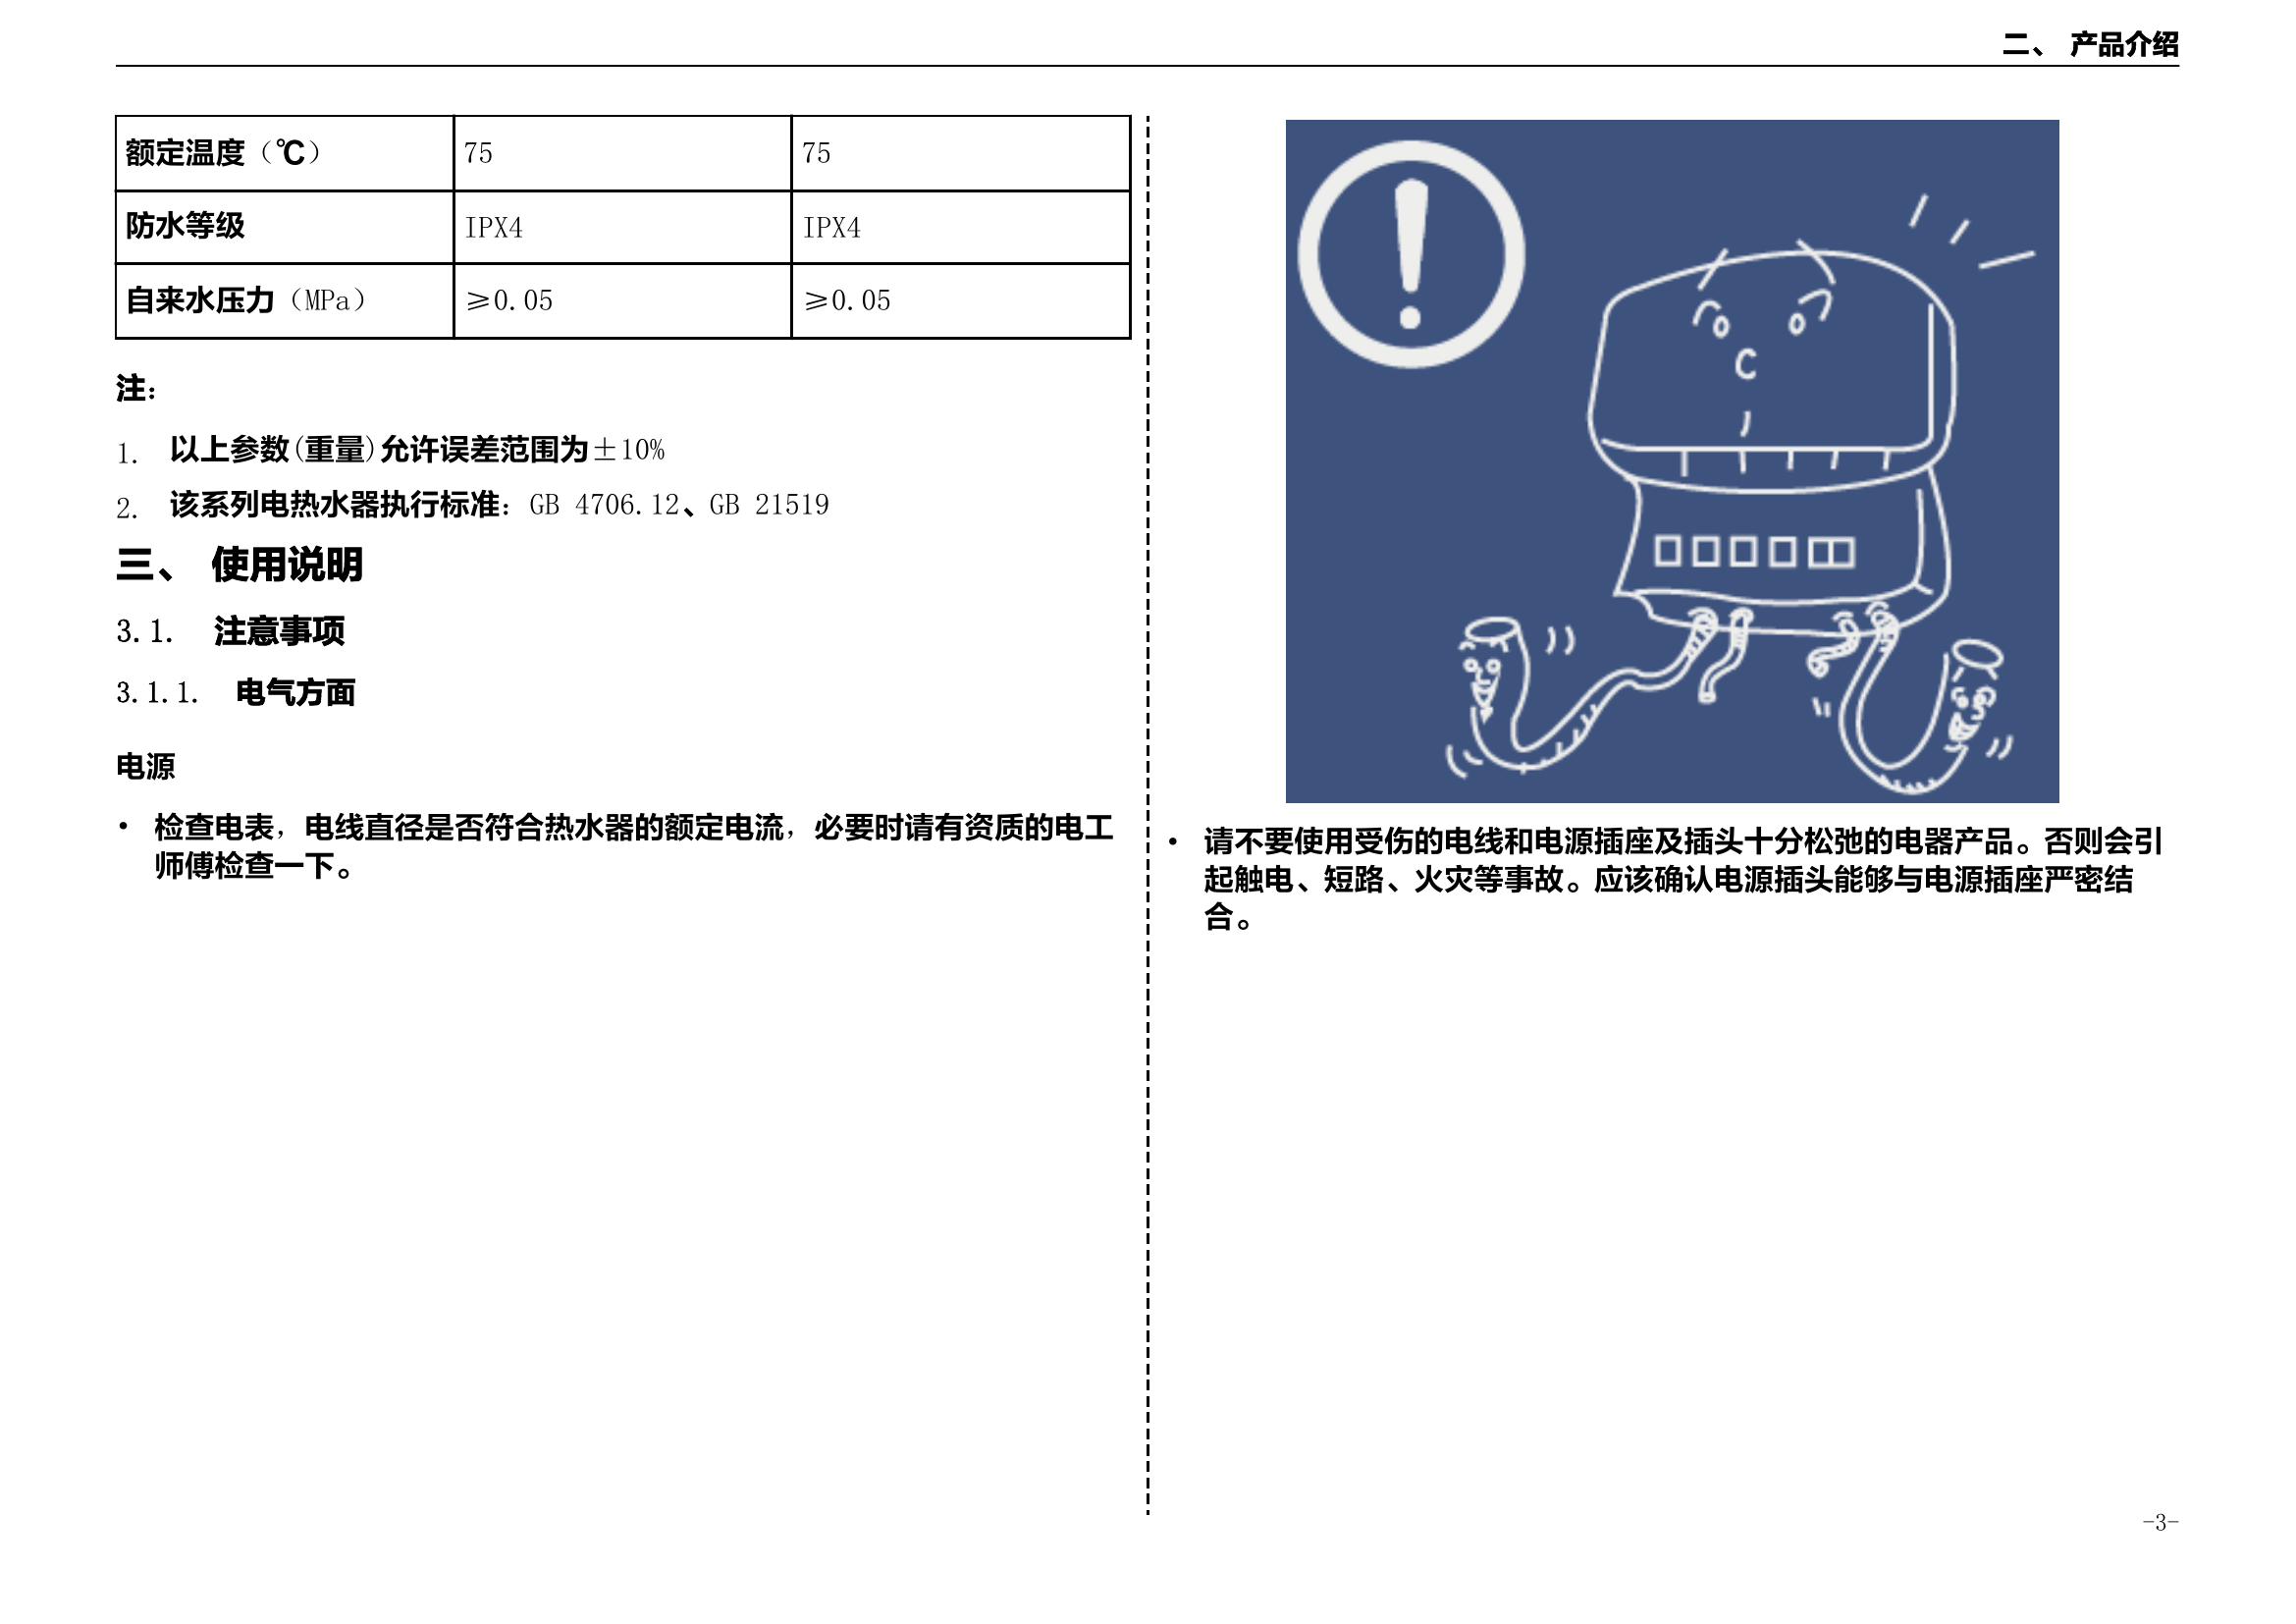 二、 产品介绍
额定温度（℃） 75 75
防水等级 IPX4 IPX4
自来水压力（MPa） ≥0.05 ≥0.05
注：
1. 以上参数(重量)允许误差范围为±10%
2. 该系列电热水器执行标准：GB 4706.12、GB 21519
三、 使用说明
3.1. 注意事项
3.1.1. 电气方面
电源
• 检查电表，电线直径是否符合热水器的额定电流，必要时请有资质的电工
师傅检查一下。
• 请不要使用受伤的电线和电源插座及插头十分松弛的电器产品。否则会引
起触电、短路、火灾等事故。应该确认电源插头能够与电源插座严密结
合。
-3-